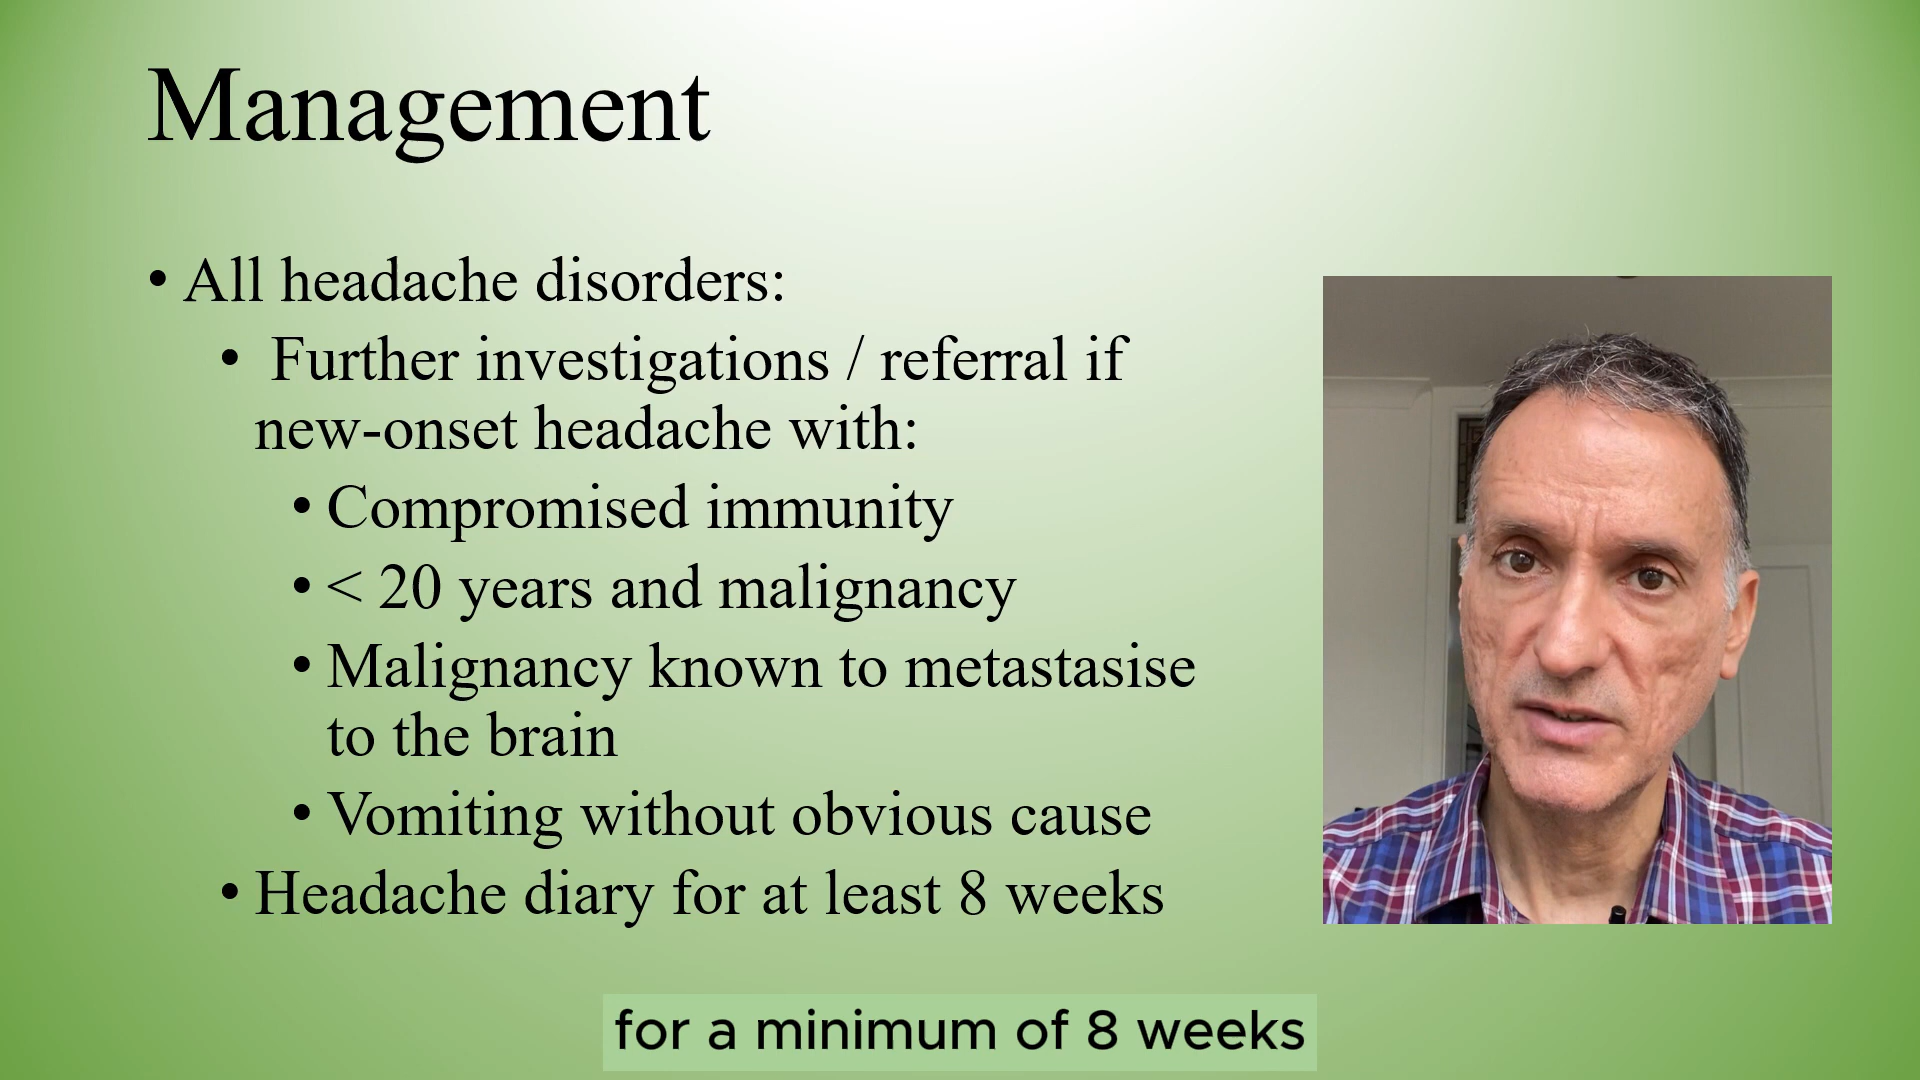 Management
• All headache disorders:
• Further investigations / referral if
new-onset headache with:
• Compromised immunity
• < 20 years and malignancy
• Malignancy known to metastasise
to the brain
• Vomiting without obvious cause
• Headache diary for at least 8 weeks
for a minimum of 8 weeks